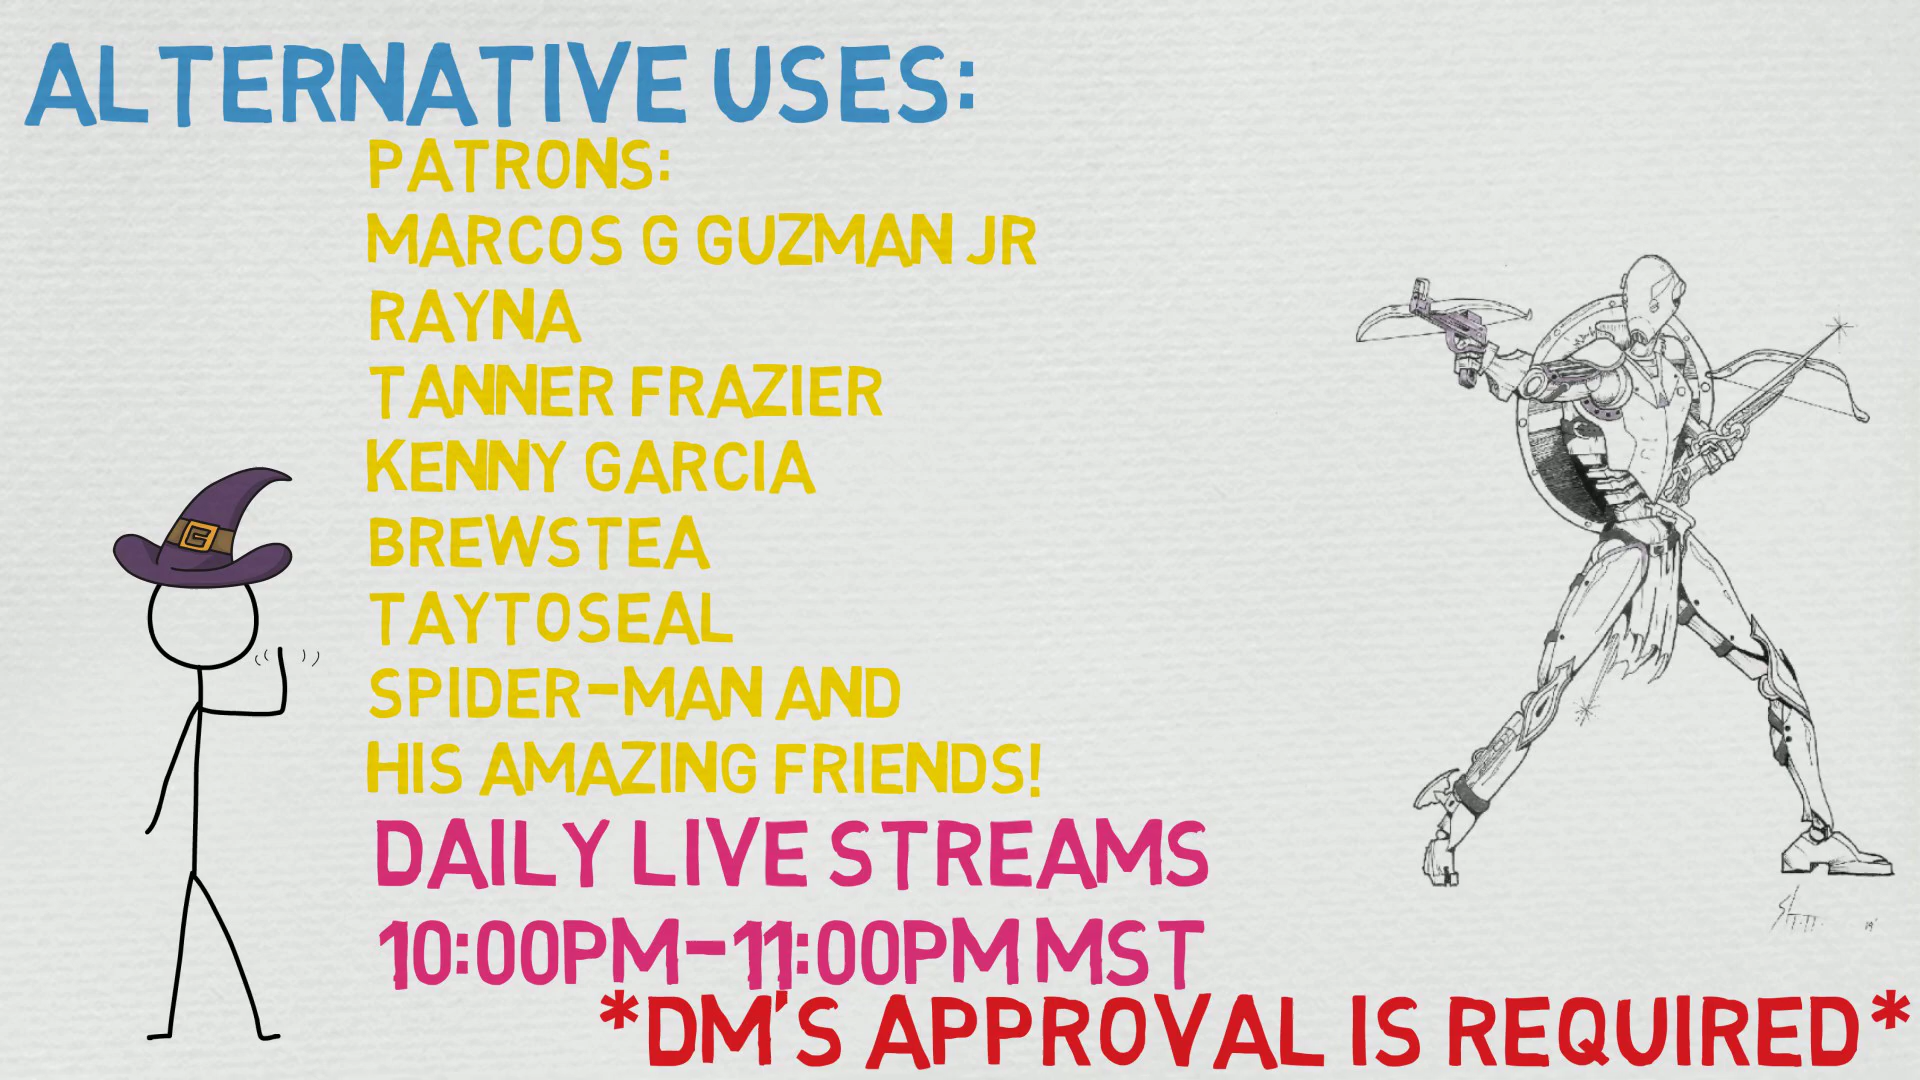 ALTERNATIVE USES:
PATRONS:
MARCOS G GUZMAN JR
RAYNA
TANNER FRAZIER
KENNY GARCIA
BREWSTEA
TAYTOSEAL
SPIDER-MAN AND
HIS AMAZING FRIENDS!
DAILY LIVE STREAMS
10:00PM-11:00PM MST
*DM'S APPROVAL IS REQUIRED*